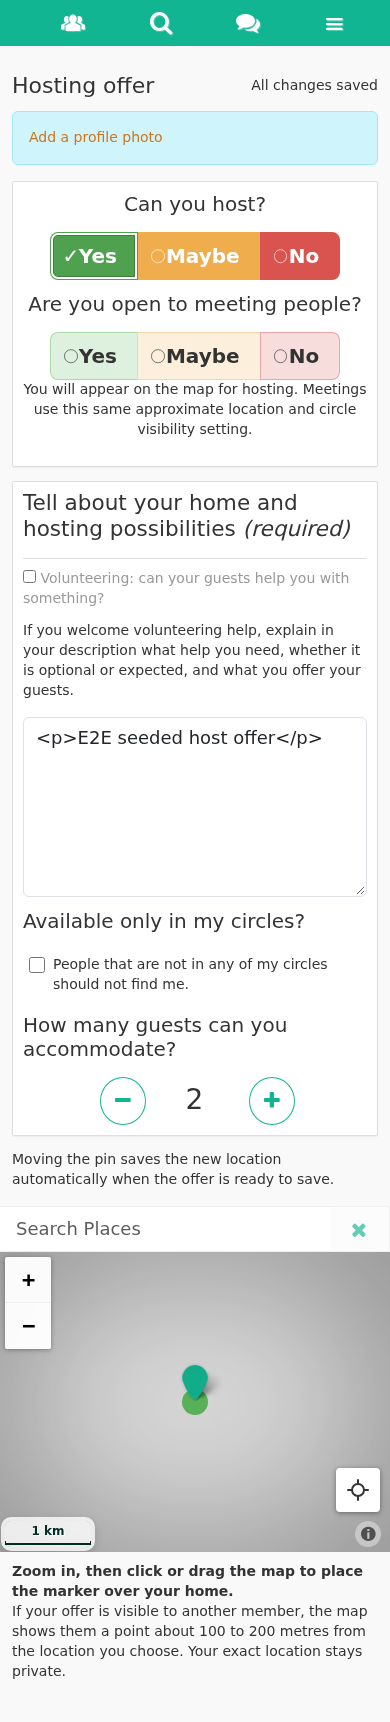 Hosting offer
All changes saved
Add a profile photo
Can you host?
✓Yes
Maybe
No
Are you open to meeting people?
Yes
Maybe
No
You will appear on the map for hosting. Meetings
use this same approximate location and circle
visibility setting.
Tell about your home and
hosting possibilities (required)
Volunteering: can your guests help you with
something?
If you welcome volunteering help, explain in
your description what help you need, whether it
is optional or expected, and what you offer your
guests.
<p>E2E seeded host offer</p>
Available only in my circles?
People that are not in any of my circles
should not find me.
How many guests can you
accommodate?
2
Moving the pin saves the new location
automatically when the offer is ready to save.
Search Places
+
−
1 km
Zoom in, then click or drag the map to place
the marker over your home.
If your offer is visible to another member, the map
shows them a point about 100 to 200 metres from
the location you choose. Your exact location stays
private.